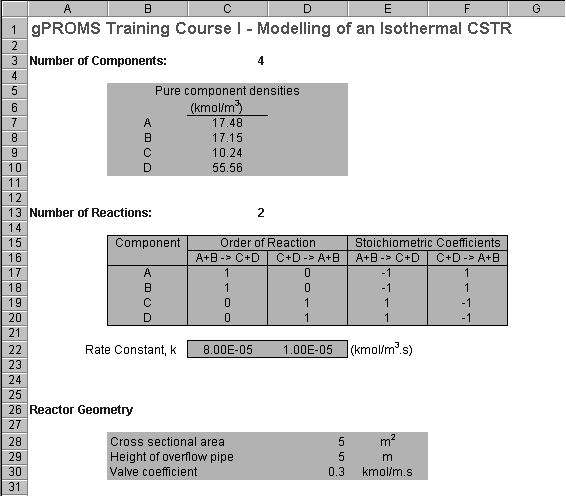 A B C D E F G
1 gPROMS Training Course I - Modelling of an Isothermal CSTR
2
3 Number of Components: 4
4
5 Pure component densities
6 (kmol/m³)
7 A 17.48
8 B 17.15
9 C 10.24
10 D 55.56
11
12
13 Number of Reactions: 2
14
15 Component Order of Reaction Stoichiometric Coefficients
16 A+B -> C+D C+D -> A+B A+B -> C+D C+D -> A+B
17 A 1 0 -1 1
18 B 1 0 -1 1
19 C 0 1 1 -1
20 D 0 1 1 -1
21
22 Rate Constant, k 8.00E-05 1.00E-05 (kmol/m³.s)
23
24
25
26 Reactor Geometry
27
28 Cross sectional area 5 m²
29 Height of overflow pipe 5 m
30 Valve coefficient 0.3 kmol/m.s
31